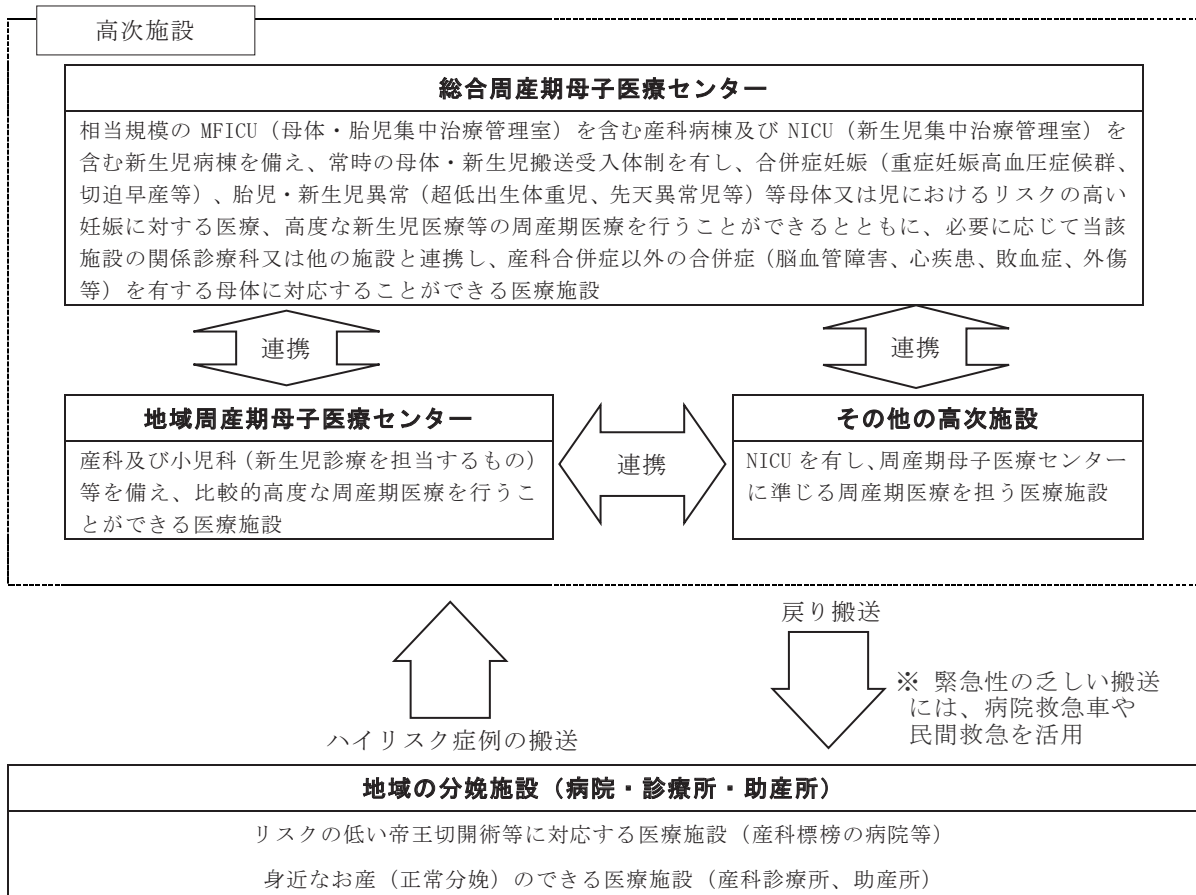 高次施設
総合周産期母子医療センター
相当規模の MFICU（母体・胎児集中治療管理室）を含む産科病棟及び NICU（新生児集中治療管理室）を
含む新生児病棟を備え、常時の母体・新生児搬送受入体制を有し、合併症妊娠（重症妊娠高血圧症候群、
切迫早産等）、胎児・新生児異常（超低出生体重児、先天異常児等）等母体又は児におけるリスクの高い
妊娠に対する医療、高度な新生児医療等の周産期医療を行うことができるとともに、必要に応じて当該
施設の関係診療科又は他の施設と連携し、産科合併症以外の合併症（脳血管障害、心疾患、敗血症、外傷
等）を有する母体に対応することができる医療施設
連携
連携
地域周産期母子医療センター
産科及び小児科（新生児診療を担当するもの）
等を備え、比較的高度な周産期医療を行うこ
とができる医療施設
連携
その他の高次施設
NICU を有し、周産期母子医療センター
に準じる周産期医療を担う医療施設
ハイリスク症例の搬送
戻り搬送
※ 緊急性の乏しい搬送
には、病院救急車や
民間救急を活用
地域の分娩施設（病院・診療所・助産所）
リスクの低い帝王切開術等に対応する医療施設（産科標榜の病院等）
身近なお産（正常分娩）のできる医療施設（産科診療所、助産所）